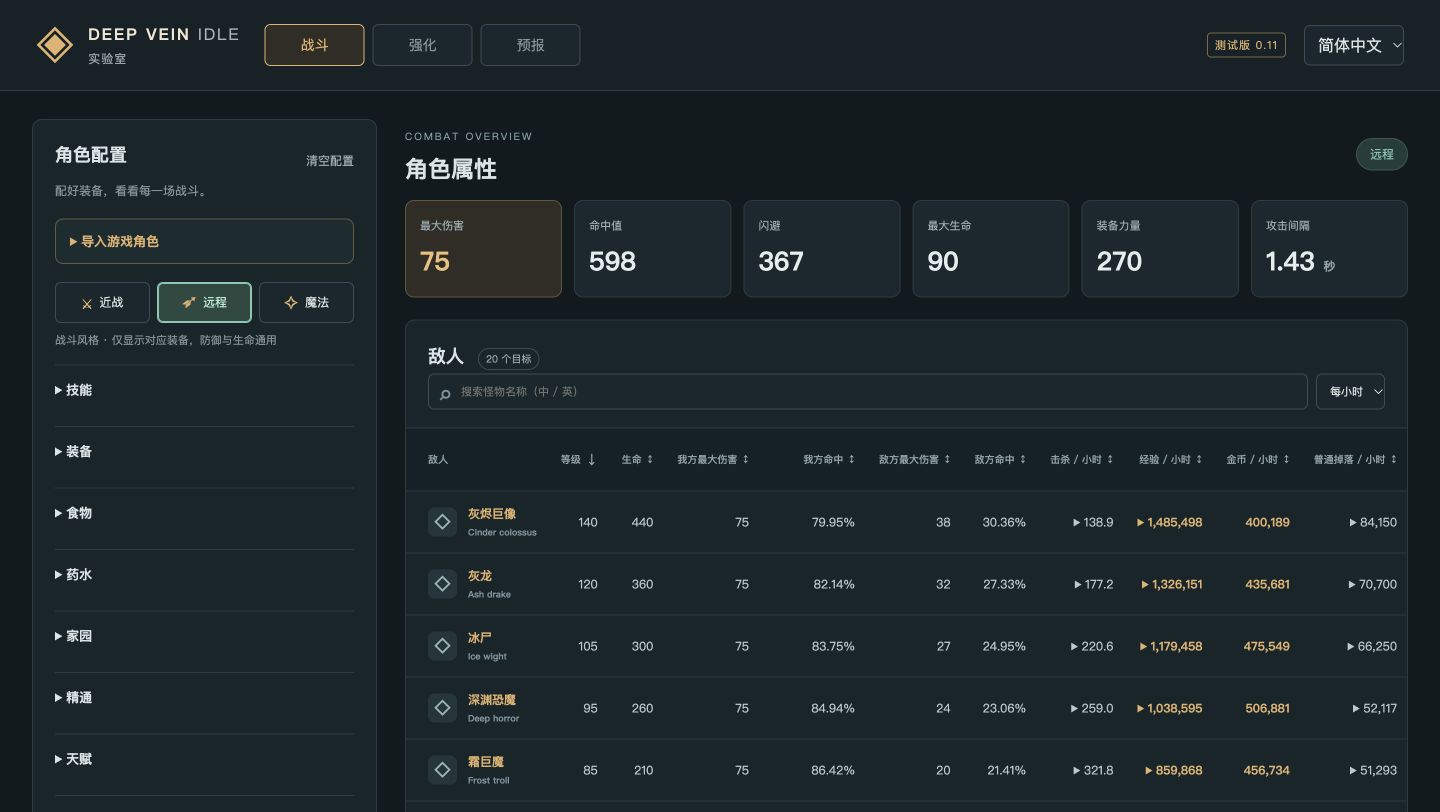 DEEP VEIN IDLE
实验室
战斗
强化
预报
测试版 0.11
简体中文
角色配置
清空配置
配好装备，看看每一场战斗。
导入游戏角色
近战
远程
魔法
战斗风格 · 仅显示对应装备，防御与生命通用
技能
装备
食物
药水
家园
精通
天赋
COMBAT OVERVIEW
角色属性
远程
最大伤害
75
命中值
598
闪避
367
最大生命
90
装备力量
270
攻击间隔
1.43 秒
敌人
20 个目标
搜索怪物名称（中 / 英）
每小时
敌人 等级 ↓ 生命 ↕ 我方最大伤害 ↕ 我方命中 ↕ 敌方最大伤害 ↕ 敌方命中 ↕ 击杀 / 小时 ↕ 经验 / 小时 ↕ 金币 / 小时 ↕ 普通掉落 / 小时 ↕
灰烬巨像 140 440 75 79.95% 38 30.36% 138.9 1,485,498 400,189 84,150
Cinder colossus
灰龙 120 360 75 82.14% 32 27.33% 177.2 1,326,151 435,681 70,700
Ash drake
冰尸 105 300 75 83.75% 27 24.95% 220.6 1,179,458 475,549 66,250
Ice wight
深渊恐魔 95 260 75 84.94% 24 23.06% 259.0 1,038,595 506,881 52,117
Deep horror
霜巨魔 85 210 75 86.42% 20 21.41% 321.8 859,868 456,734 51,293
Frost troll